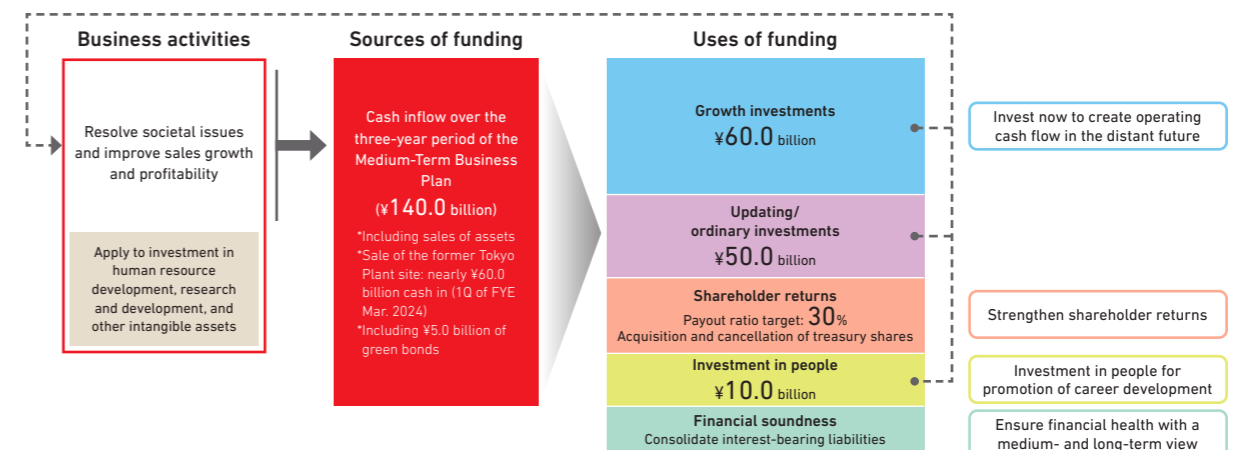 Business activities
Resolve societal issues
and improve sales growth
and profitability
Apply to investment in
human resource
development, research
and development, and
other intangible assets
Sources of funding
Cash inflow over the
three-year period of the
Medium-Term Business
Plan
(¥140.0 billion)
*Including sales of assets
*Sale of the former Tokyo
Plant site: nearly ¥60.0
billion cash in (1Q of FYE
Mar. 2024)
*Including ¥5.0 billion of
green bonds
Uses of funding
Growth investments
¥60.0 billion
Updating/
ordinary investments
¥50.0 billion
Shareholder returns
Payout ratio target: 30%
Acquisition and cancellation of treasury shares
Investment in people
¥10.0 billion
Financial soundness
Consolidate interest-bearing liabilities
Invest now to create operating
cash flow in the distant future
Strengthen shareholder returns
Investment in people for
promotion of career development
Ensure financial health with a
medium- and long-term view